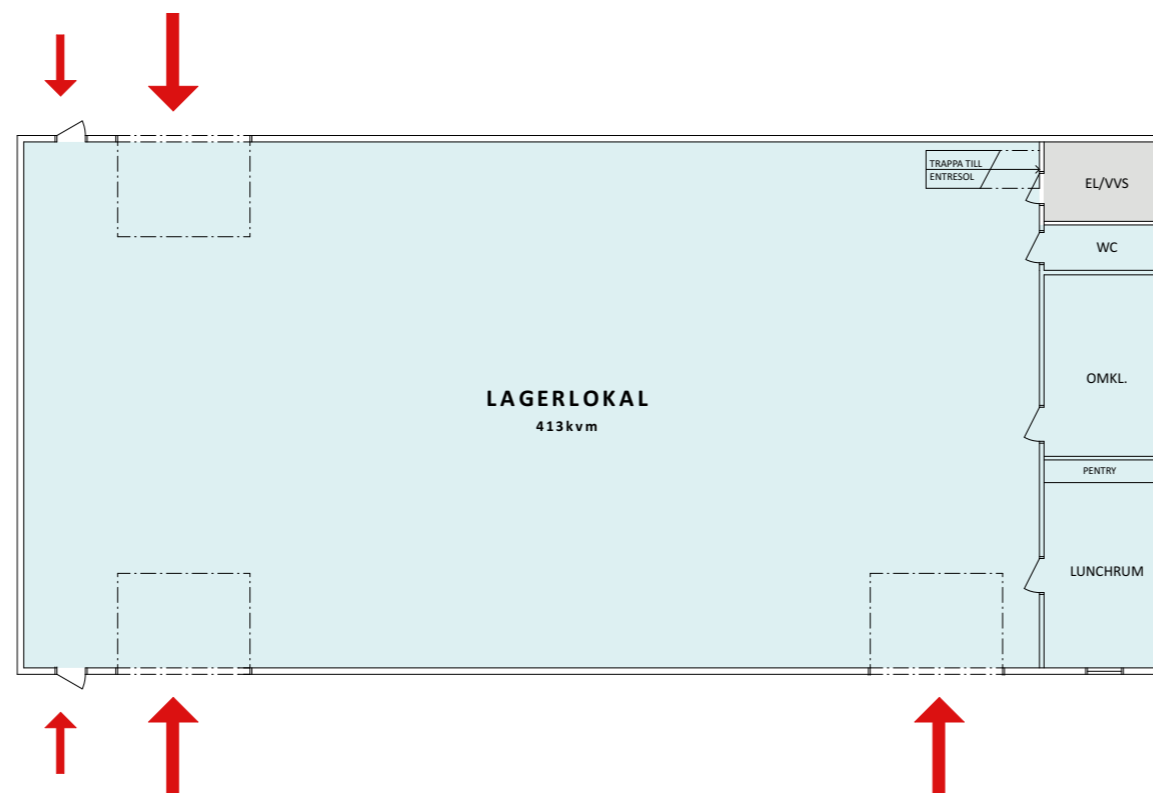 TRAPPA TILL
ENTRESOL
EL/VVS
WC
OMKL.
LAGERLOKAL
413kvm
PENTRY
LUNCHRUM